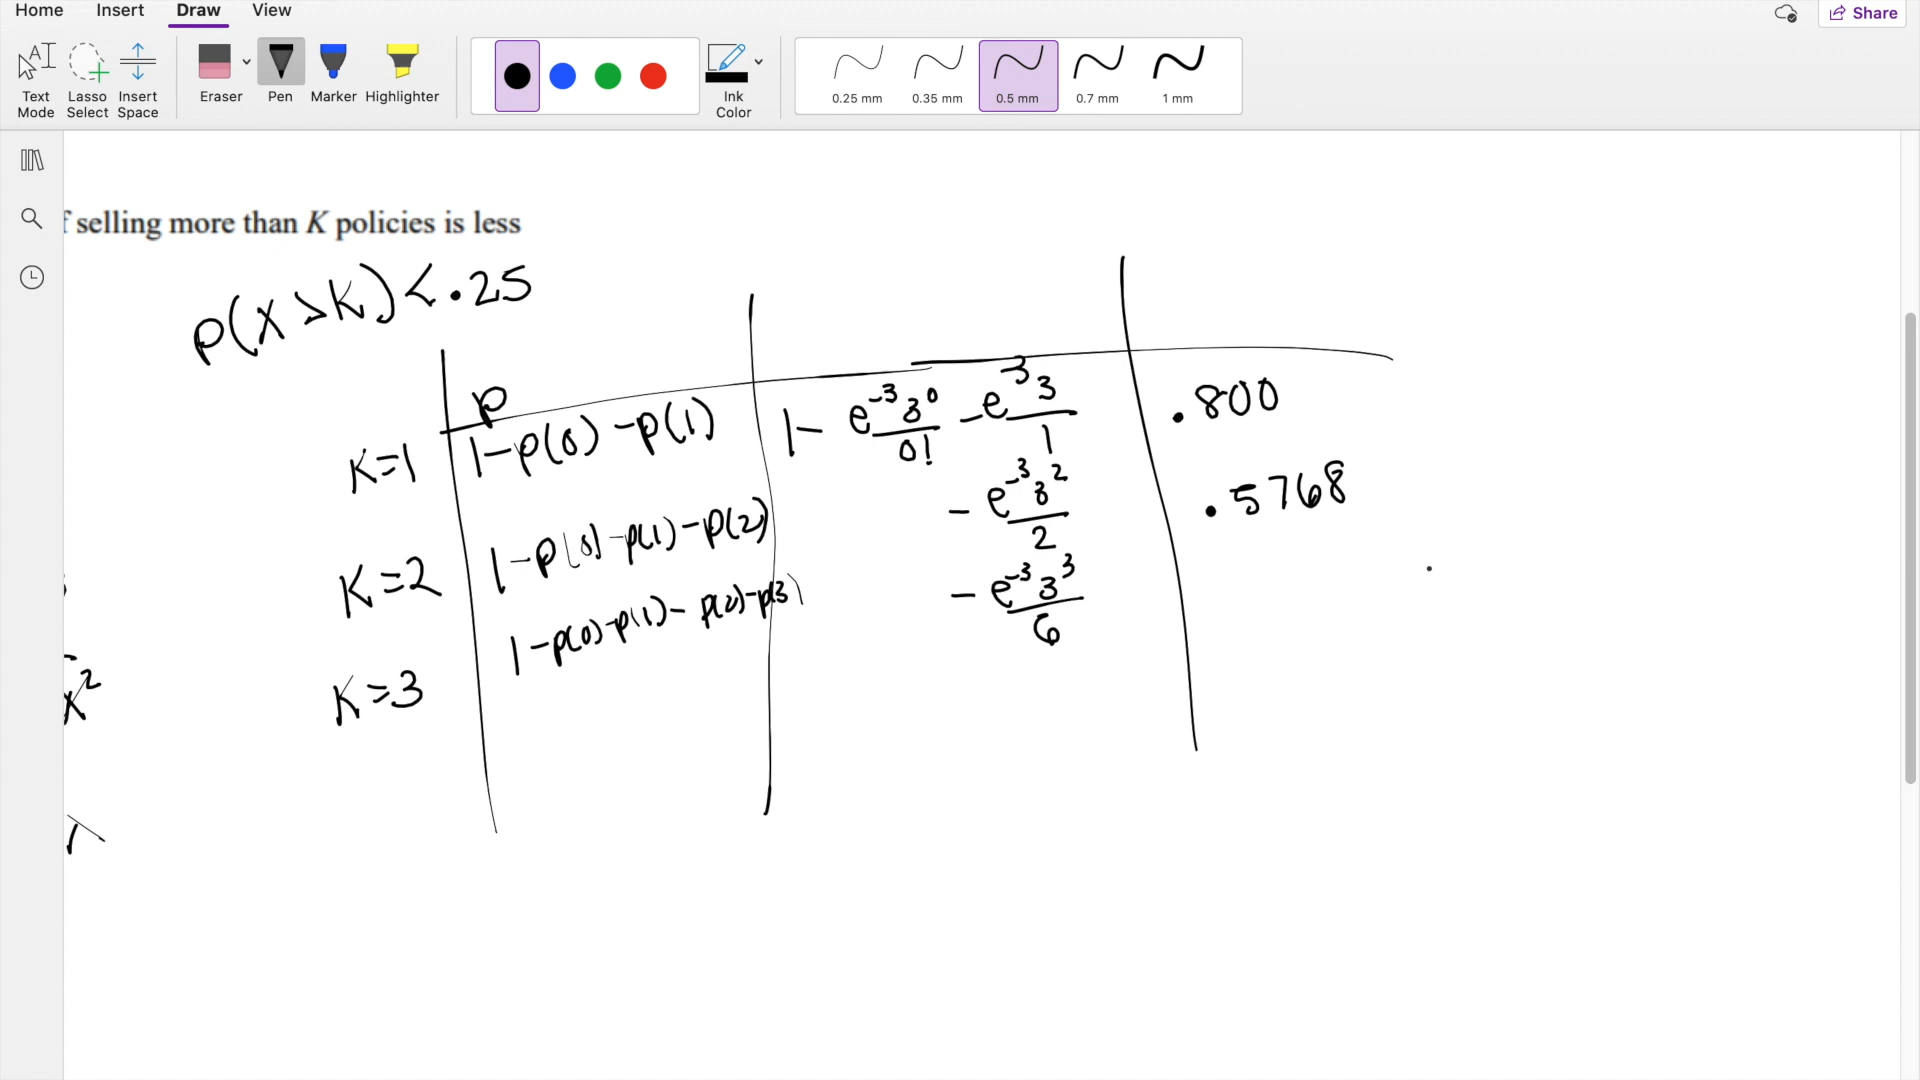 Home Insert Draw View
Share
Text Mode
Lasso Select
Insert Space
Eraser
Pen
Marker
Highlighter
Ink Color
0.25 mm
0.35 mm
0.5 mm
0.7 mm
1 mm
selling more than K policies is less
P(X > K) < .25
P
K=1 1-p(0)-p(1) 1- e^-3 3^0 / 0! - e^3 3 / 1 .800
K=2 1-p(0)-p(1)-p(2) - e^-3 3^2 / 2 .5768
K=3 1-p(0)-p(1)-p(2)-p(3) - e^-3 3^3 / 6
x^2